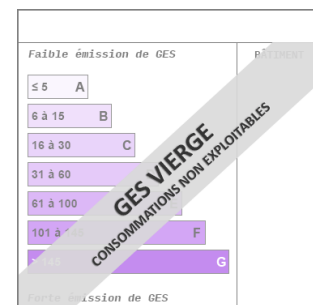 Faible émission de GES
BÂTIMENT
≤ 5 A
6 à 15 B
16 à 30 C
31 à 60
61 à 100
101 à
F
G
GES VIERGE
CONSOMMATIONS NON EXPLOITABLES
Forte émission de GES